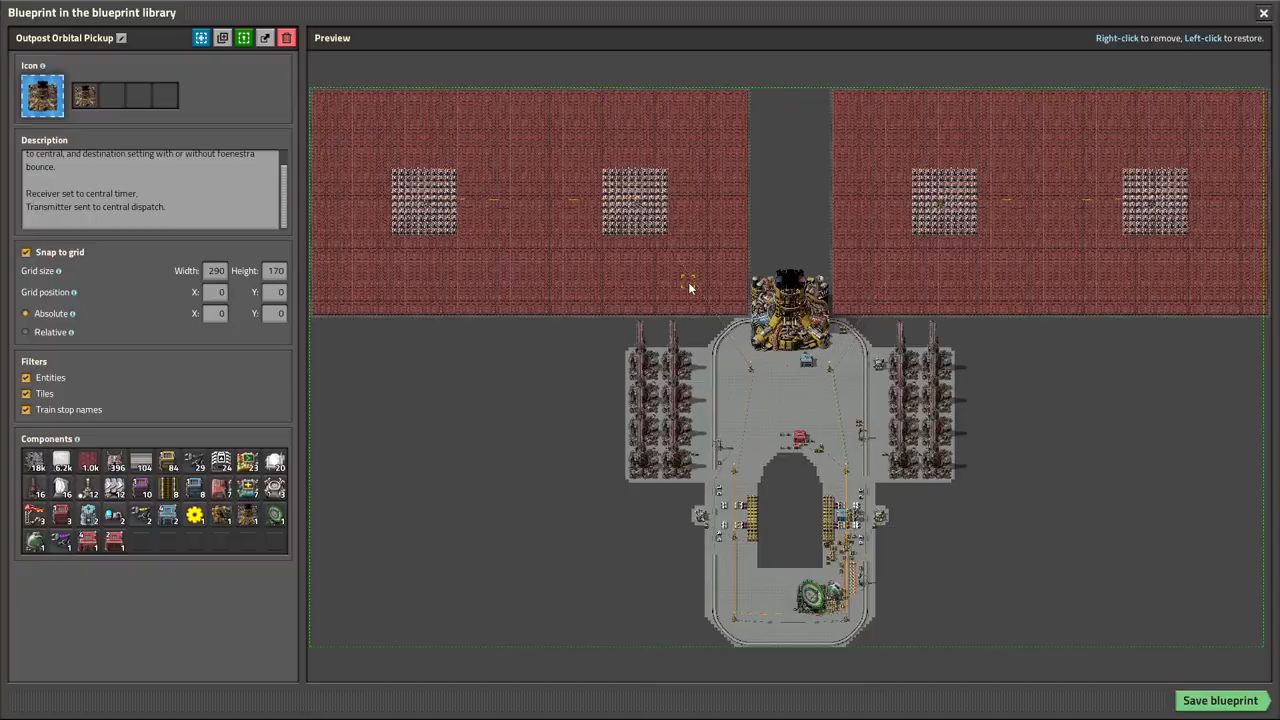 Blueprint in the blueprint library
Outpost Orbital Pickup
Preview
Right-click to remove, Left-click to restore.
Icon
Description
to central, and destination setting with or without foenestra
bounce.
Receiver set to central timer,
Transmitter sent to central dispatch.
Snap to grid
Grid size Width: 290 Height: 170
Grid position X: 0 Y: 0
Absolute X: 0 Y: 0
Relative
Filters
Entities
Tiles
Train stop names
Components
18k 6.2k 1.0k 396 104 84 29 24 23 20
16 16 12 12 10 8 8 7 7 3
3 3 2 2 2 2 1 1 1 1
1 1 1 1
Save blueprint